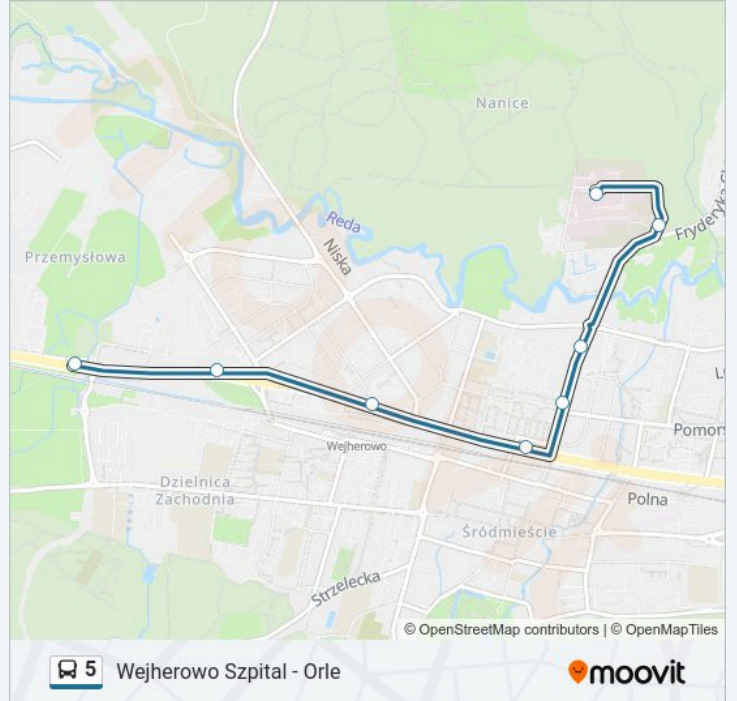 Nanice
Fryderyka
Reda
Niska
Przemysłowa
Pomors
Wejherowo
Dzielnica
Zachodnia
Polna
Śródmieście
Strzelecka
© OpenStreetMap contributors | © OpenMapTiles
5 Wejherowo Szpital - Orle
moovit